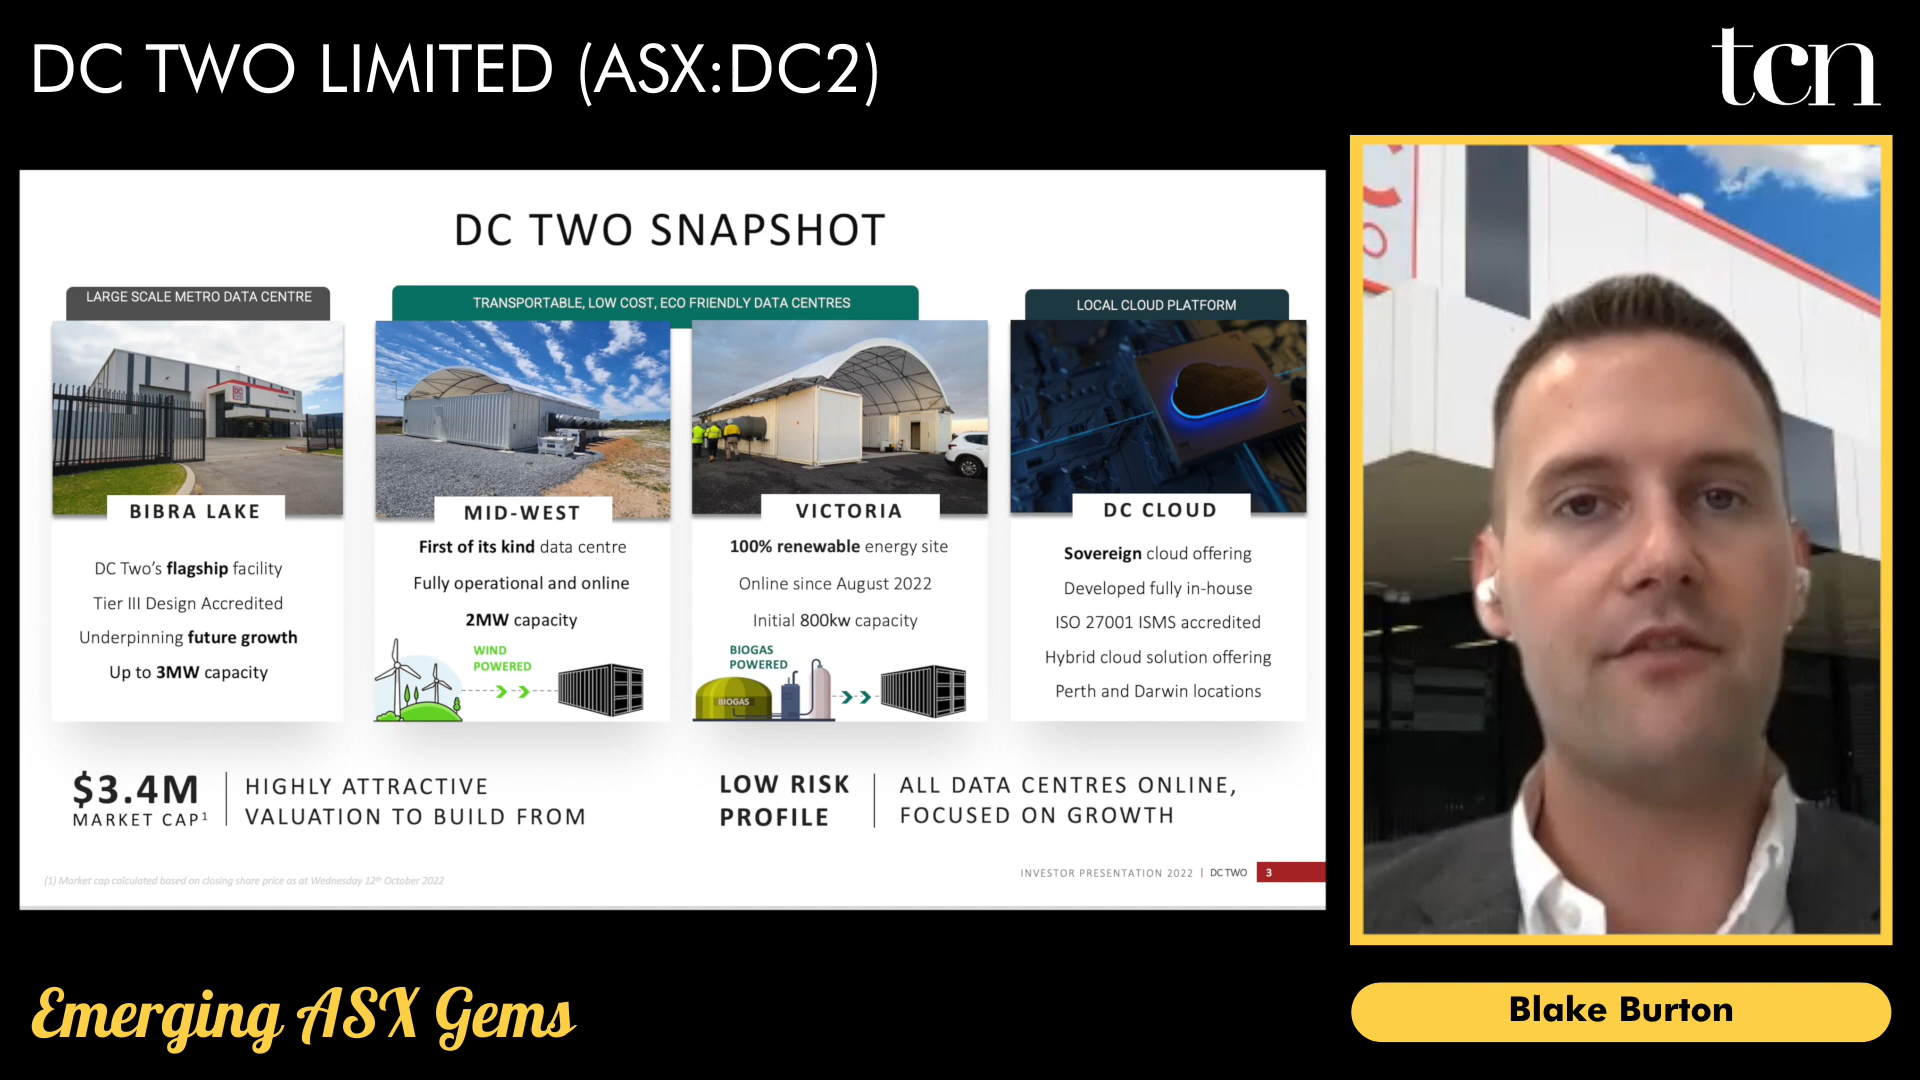 DC TWO LIMITED (ASX:DC2)
tcn
DC TWO SNAPSHOT
LARGE SCALE METRO DATA CENTRE
BIBRA LAKE
DC Two's flagship facility
Tier III Design Accredited
Underpinning future growth
Up to 3MW capacity
TRANSPORTABLE, LOW COST, ECO FRIENDLY DATA CENTRES
MID-WEST
First of its kind data centre
Fully operational and online
2MW capacity
WIND
POWERED
VICTORIA
100% renewable energy site
Online since August 2022
Initial 800kw capacity
BIOGAS
POWERED
BIOGAS
LOCAL CLOUD PLATFORM
DC CLOUD
Sovereign cloud offering
Developed fully in-house
ISO 27001 ISMS accredited
Hybrid cloud solution offering
Perth and Darwin locations
$3.4M
MARKET CAP¹
HIGHLY ATTRACTIVE
VALUATION TO BUILD FROM
LOW RISK
PROFILE
ALL DATA CENTRES ONLINE,
FOCUSED ON GROWTH
(1) Market cap calculated based on closing share price as at Wednesday 12th October 2022
INVESTOR PRESENTATION 2022 | DC TWO 3
Emerging ASX Gems
Blake Burton